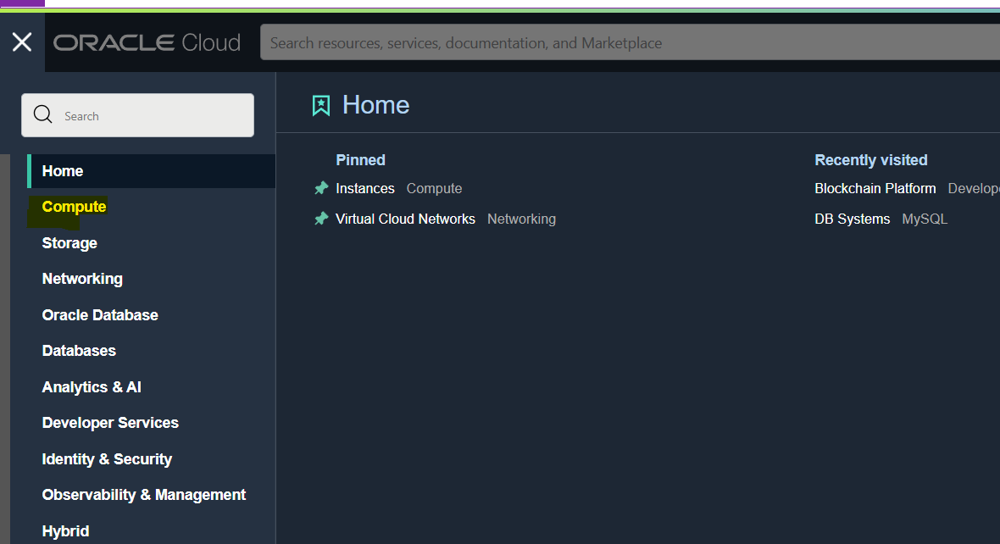 ORACLE Cloud
Search resources, services, documentation, and Marketplace
Search
Home
Compute
Storage
Networking
Oracle Database
Databases
Analytics & AI
Developer Services
Identity & Security
Observability & Management
Hybrid
Home
Pinned
Instances Compute
Virtual Cloud Networks Networking
Recently visited
Blockchain Platform Develope
DB Systems MySQL